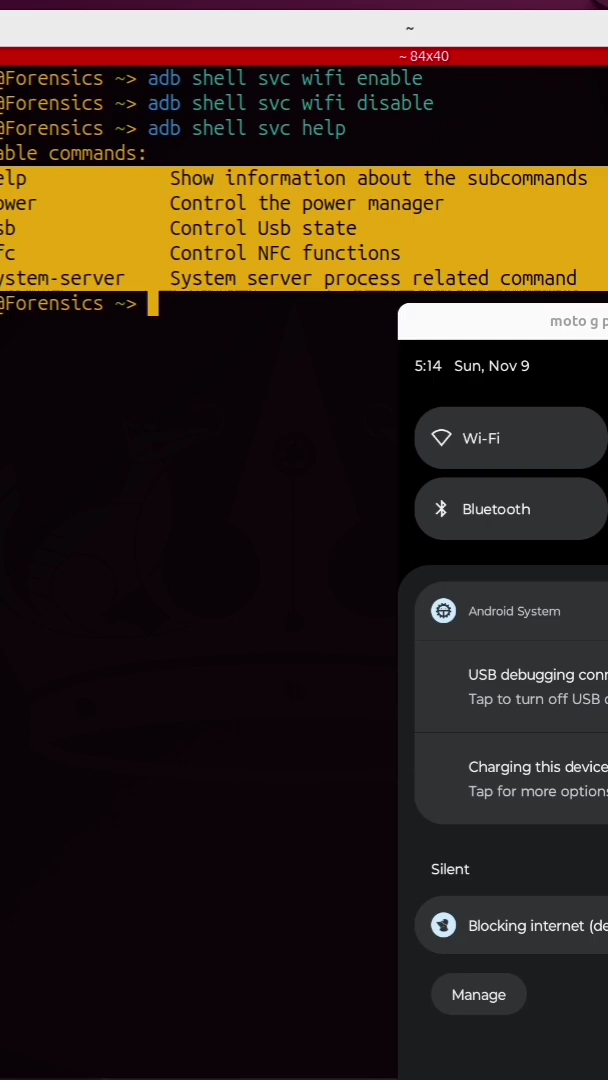 ~
~ 84x40
@Forensics ~> adb shell svc wifi enable
@Forensics ~> adb shell svc wifi disable
@Forensics ~> adb shell svc help
able commands:
elp Show information about the subcommands
ower Control the power manager
sb Control Usb state
fc Control NFC functions
ystem-server System server process related command
@Forensics ~>
moto g p
5:14 Sun, Nov 9
Wi-Fi
Bluetooth
Android System
USB debugging conn
Tap to turn off USB d
Charging this device
Tap for more options
Silent
Blocking internet (de
Manage